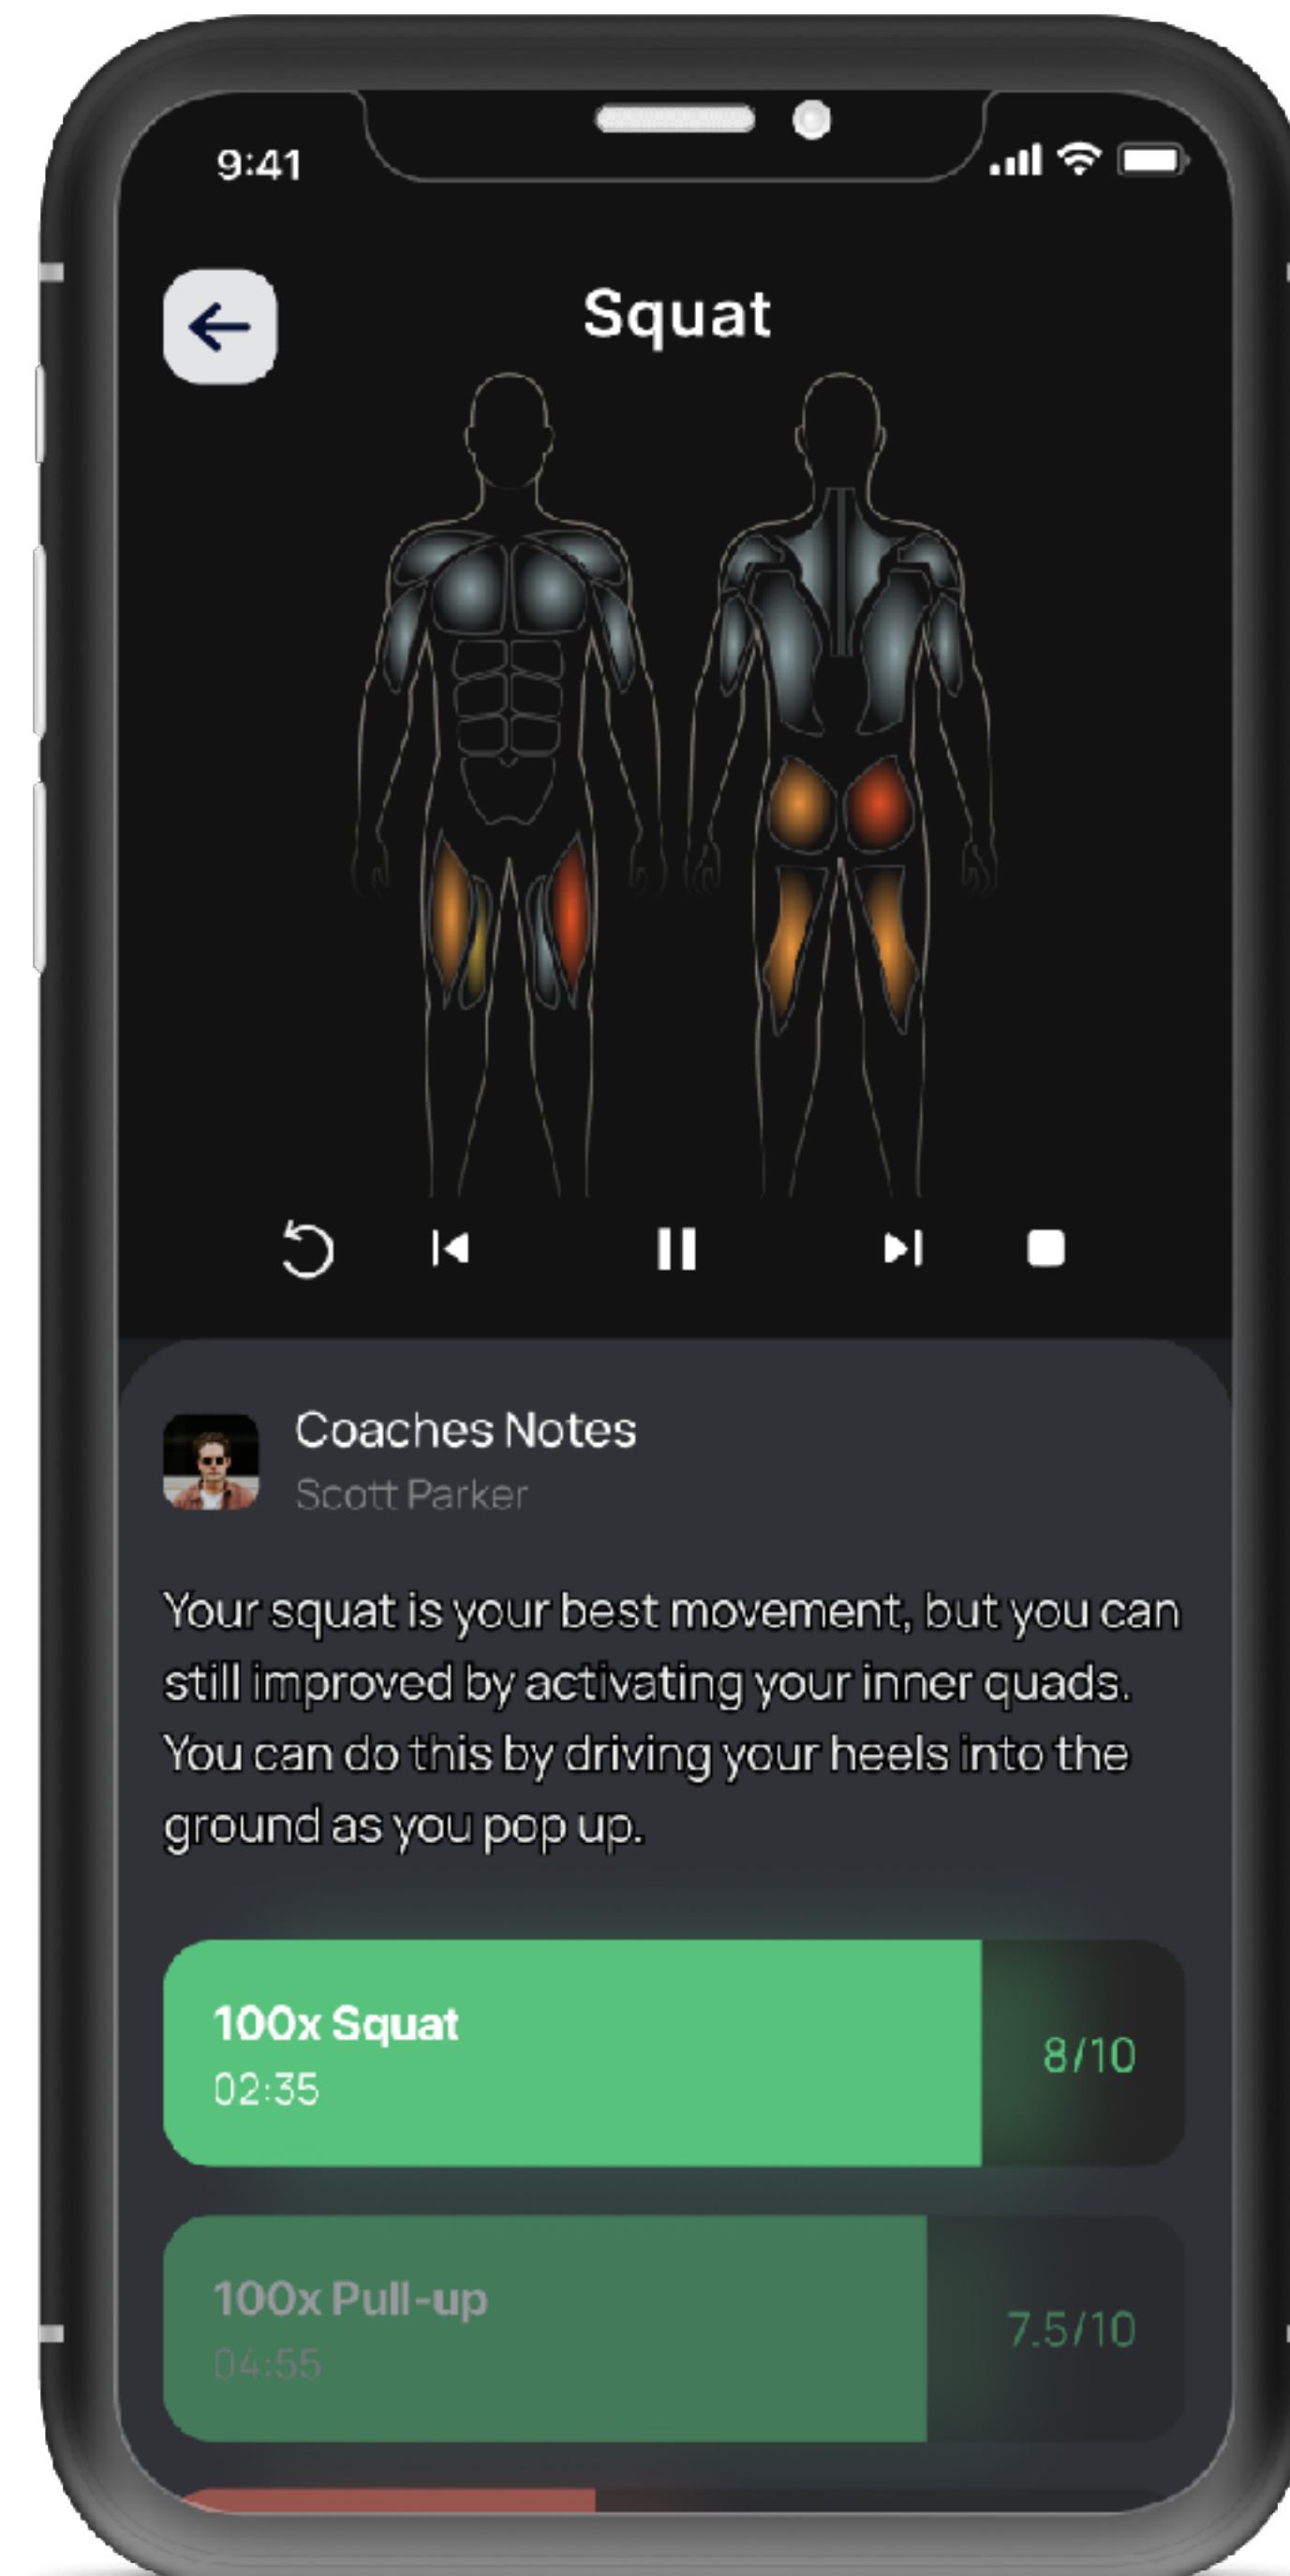 9:41
Squat
Coaches Notes
Scott Parker
Your squat is your best movement, but you can
still improved by activating your inner quads.
You can do this by driving your heels into the
ground as you pop up.
100x Squat
02:35
8/10
100x Pull-up
04:55
7.5/10